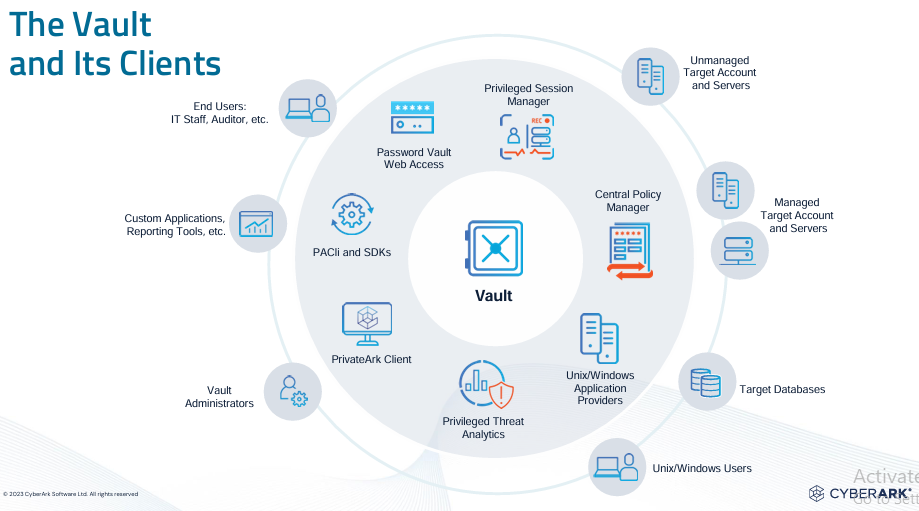 The Vault
and Its Clients
Unmanaged
Target Account
and Servers
Privileged Session
Manager
REC
End Users:
IT Staff, Auditor, etc.
*****
Password Vault
Web Access
Central Policy
Manager
Managed
Target Account
and Servers
Custom Applications,
Reporting Tools, etc.
PACli and SDKs
Vault
PrivateArk Client
Unix/Windows
Application
Providers
Vault
Administrators
Target Databases
Privileged Threat
Analytics
Unix/Windows Users
Activate
Go to Sett
© 2023 CyberArk Software Ltd. All rights reserved
CYBERARK®